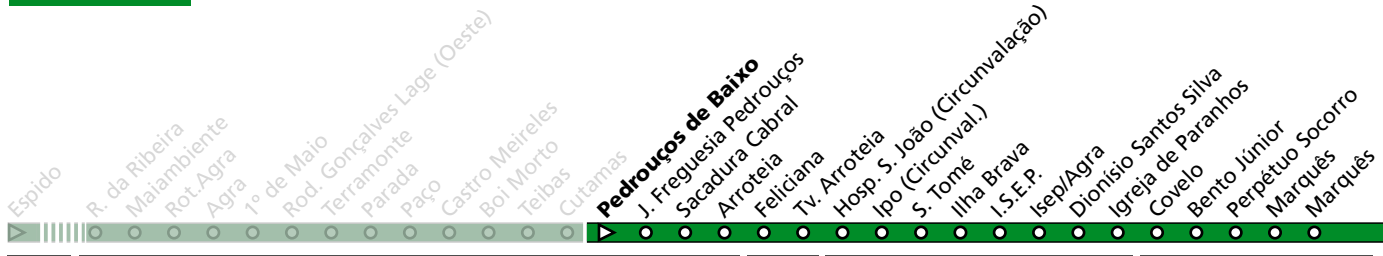 Espido
R. da Ribeira
Maiambiente
Rot.Agra
Agra
1º de Maio
Rod. Gonçalves Lage (Oeste)
Terramonte
Parada
Paço
Castro Meireles
Boi Morto
Teibas
Cutamas
Pedrouços de Baixo
J. Freguesia Pedrouços
Sacadura Cabral
Arroteia
Feliciana
Tv. Arroteia
Hosp. S. João (Circunvalação)
Ipo (Circunval.)
S. Tomé
Ilha Brava
I.S.E.P.
Isep/Agra
Dionísio Santos Silva
Igreja de Paranhos
Covelo
Bento Júnior
Perpétuo Socorro
Marquês
Marquês